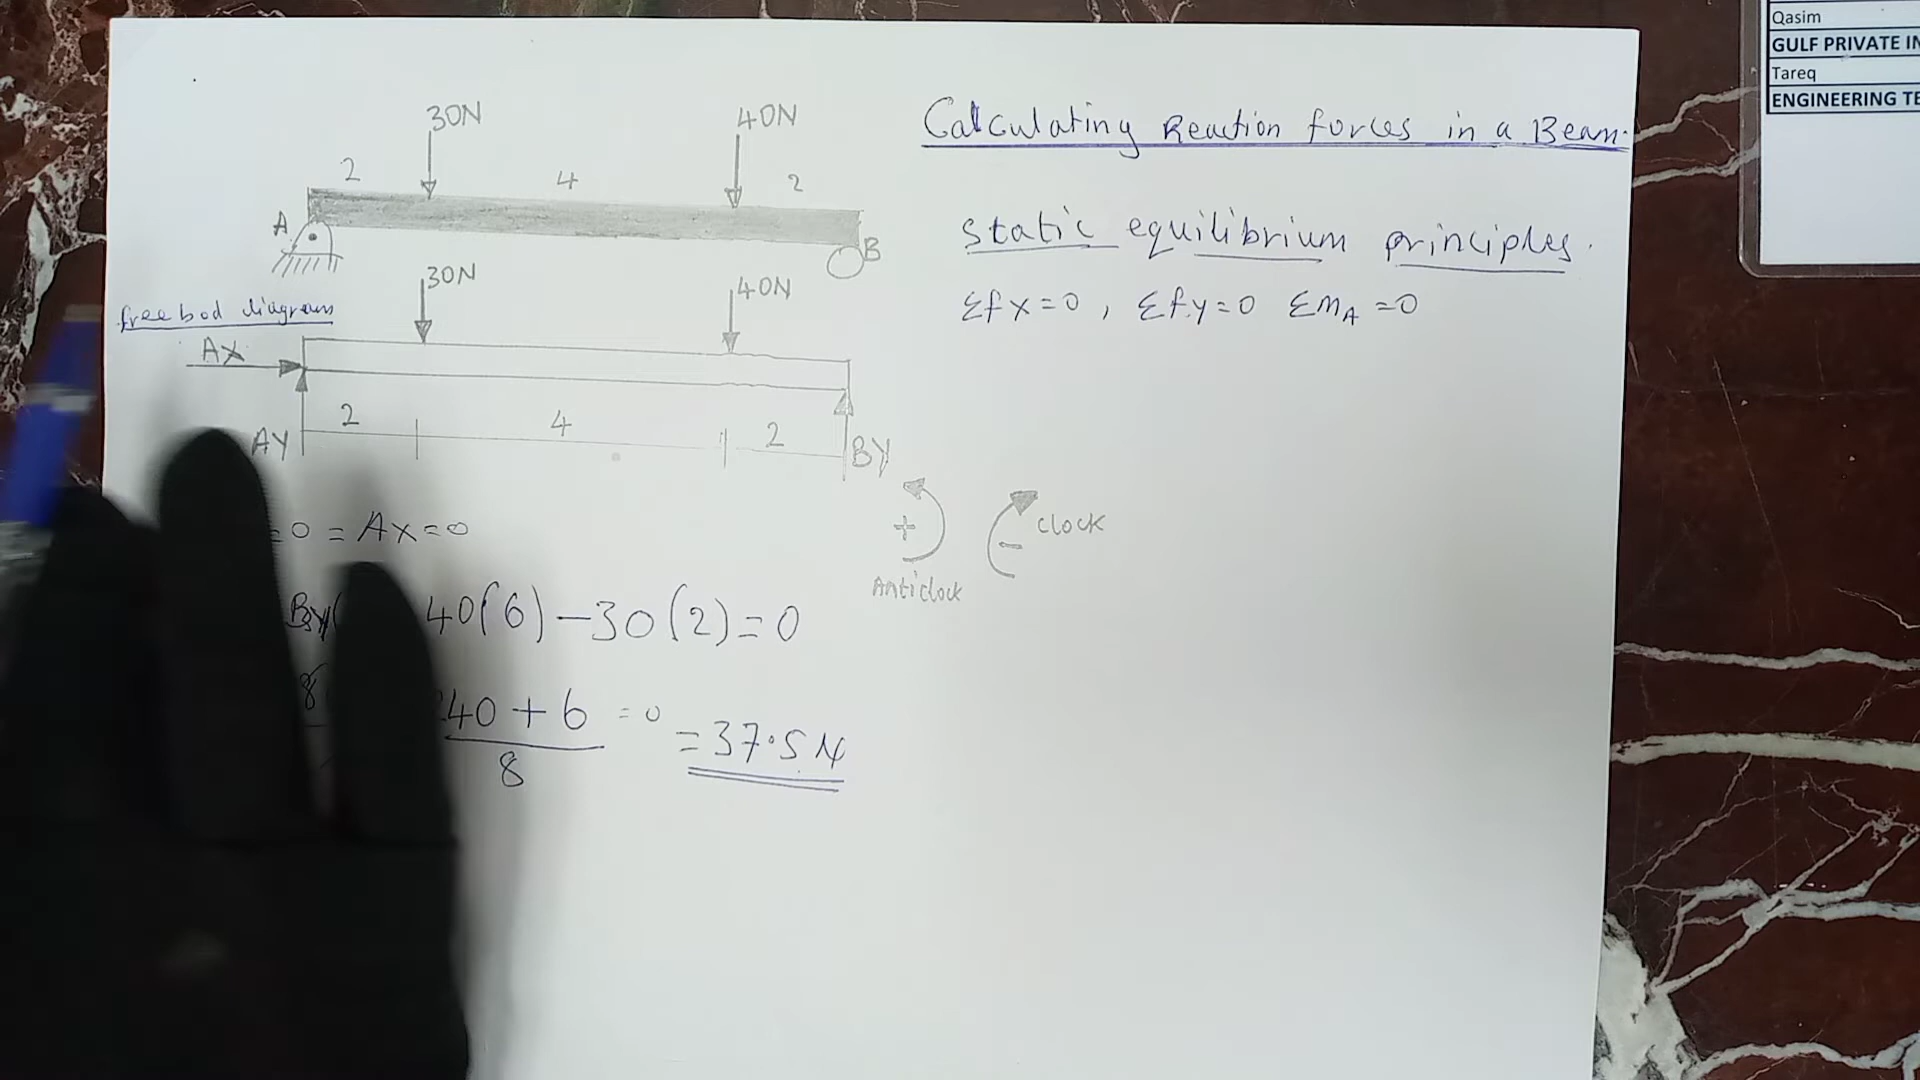 Qasim
GULF PRIVATE IN
Tareq
ENGINEERING TE
Calculating Reaction forces in a Beam.
static equilibrium principles.
Σfx=0, Σfy=0 ΣmA=0
30N 40N
2 4 2
A B
30N 40N
free bod diagram
Ax
2 4 2
AY BY
+ - clock
Anticlock
=0 = Ax=0
By( 40(6)-30(2)=0
8
40+6 =0 =37.5N
8